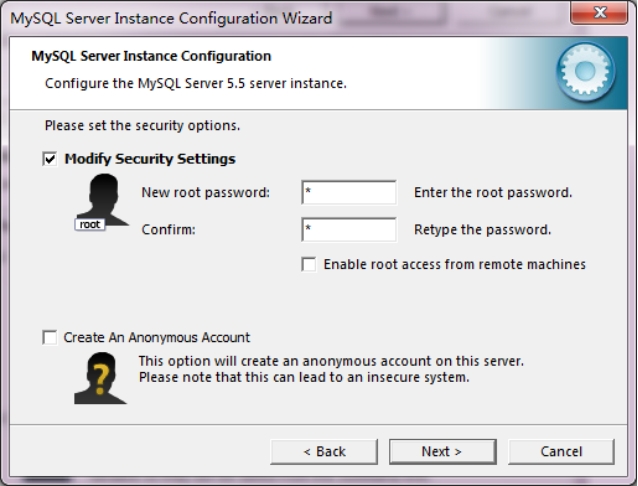 MySQL Server Instance Configuration Wizard
MySQL Server Instance Configuration
Configure the MySQL Server 5.5 server instance.
Please set the security options.
Modify Security Settings
New root password: * Enter the root password.
root
Confirm: * Retype the password.
Enable root access from remote machines
Create An Anonymous Account
This option will create an anonymous account on this server.
Please note that this can lead to an insecure system.
?
< Back Next > Cancel